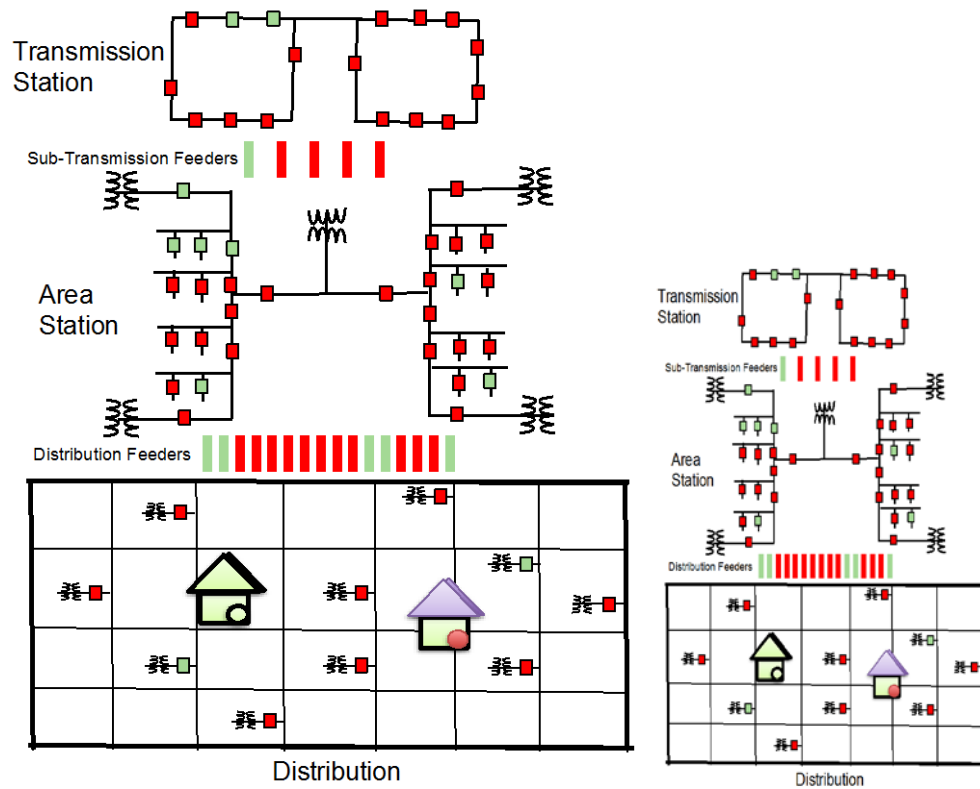 Transmission
Station
Sub-Transmission Feeders
Area
Station
Distribution Feeders
Distribution
Transmission
Station
Sub-Transmission Feeders
Area
Station
Distribution Feeders
Distribution